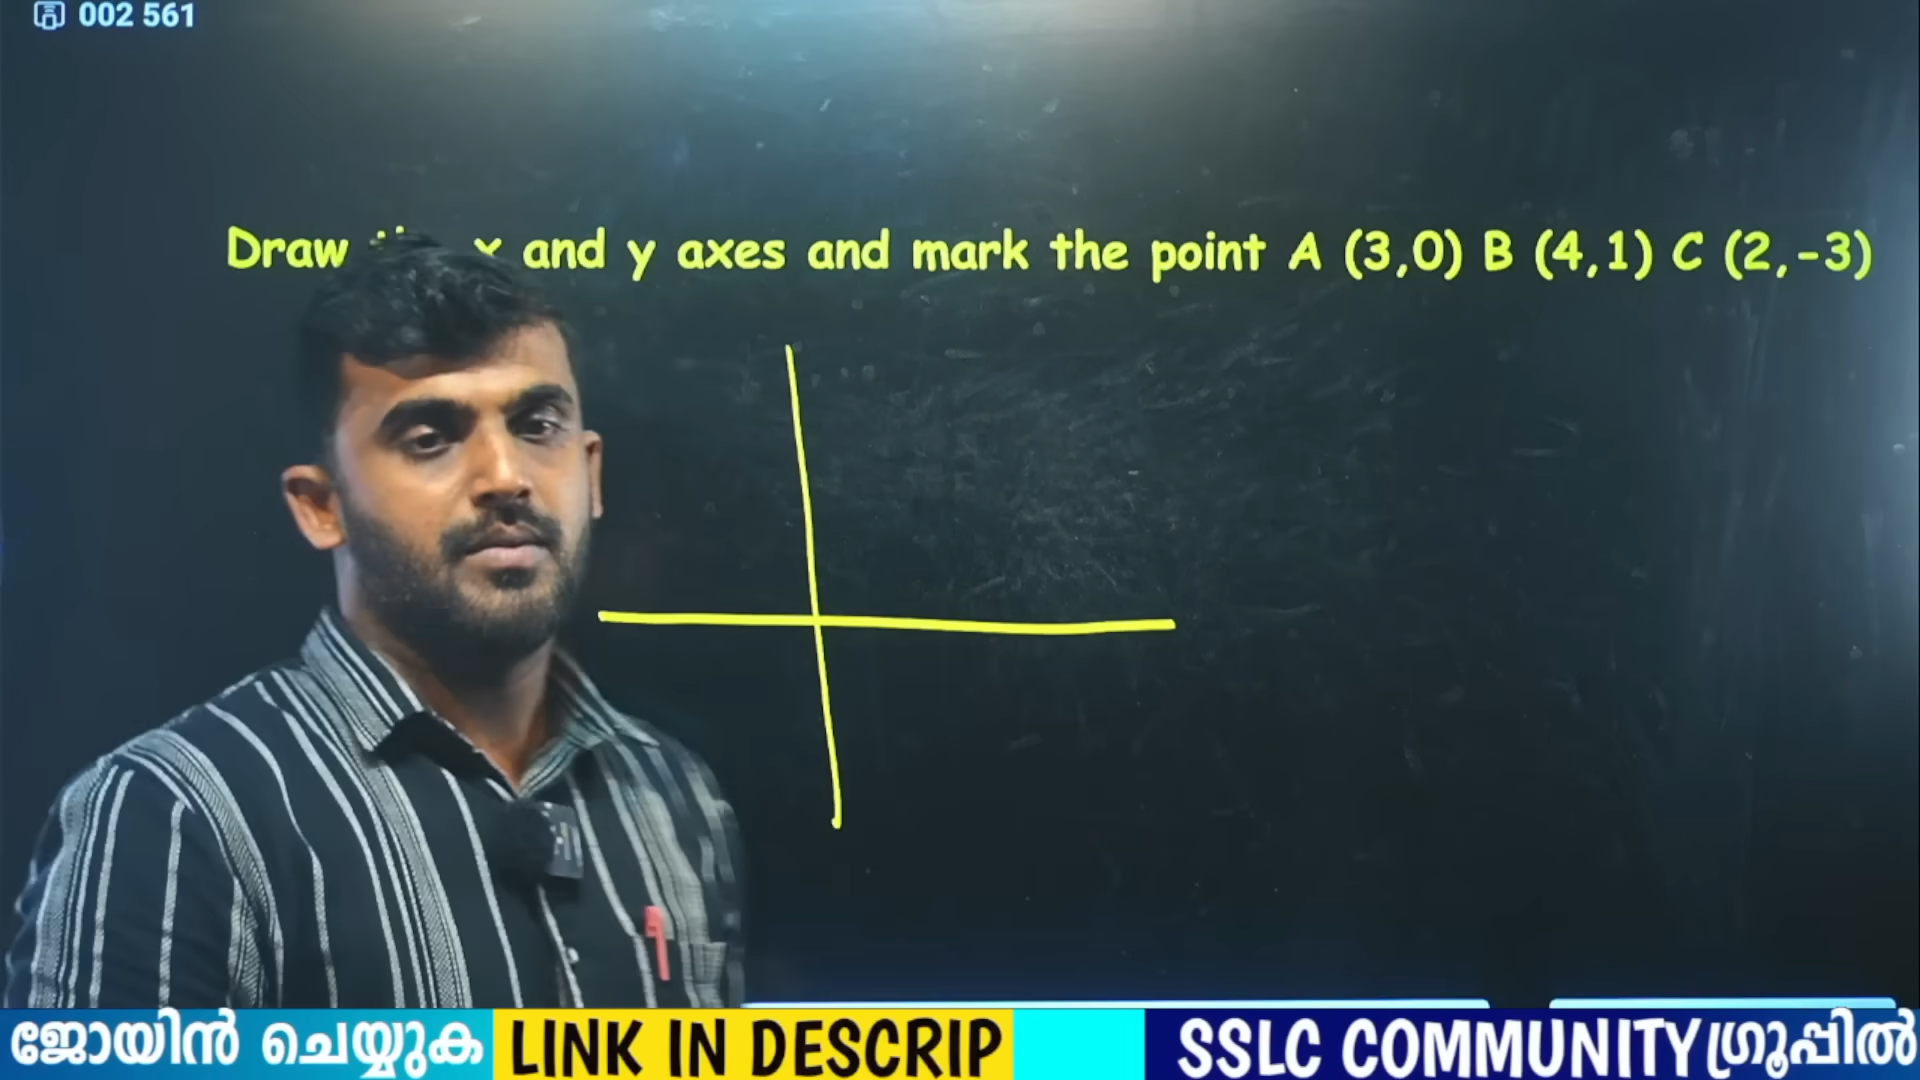 002 561
Draw x and y axes and mark the point A (3,0) B (4,1) C (2,-3)
ജോയിൻ ചെയ്യുക LINK IN DESCRIP SSLC COMMUNITYഗ്രൂപ്പിൽ